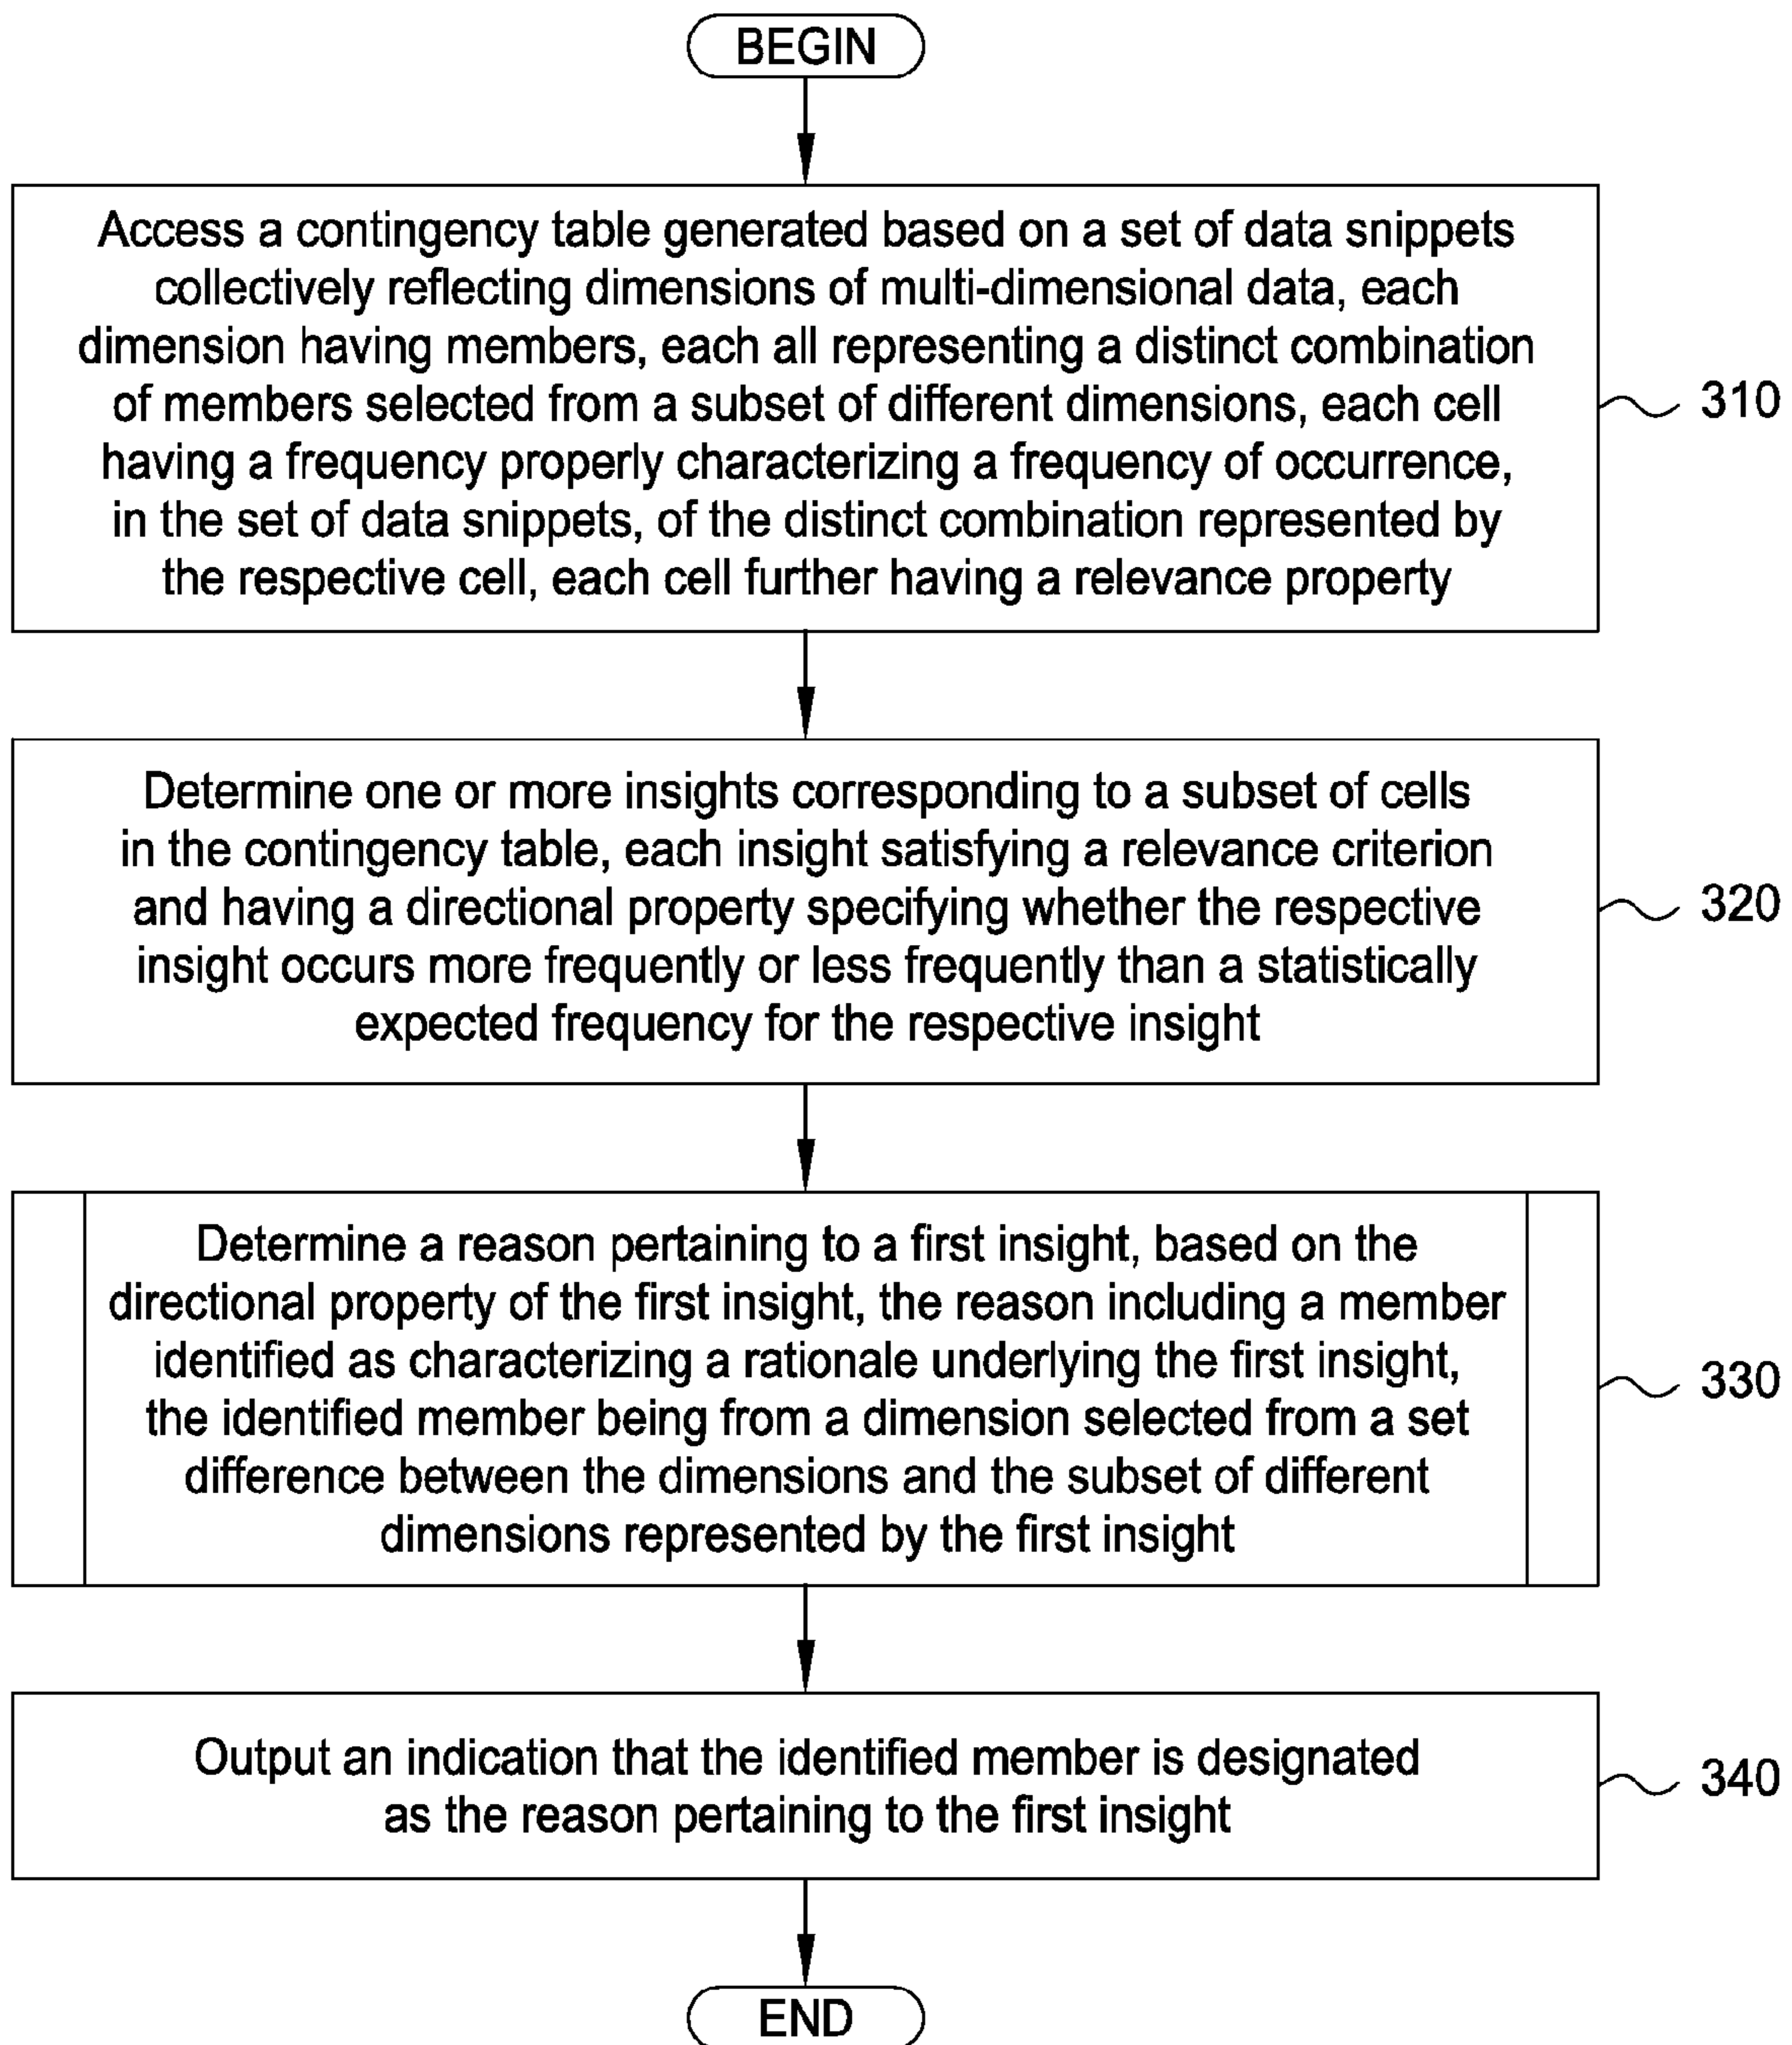 BEGIN
Access a contingency table generated based on a set of data snippets
collectively reflecting dimensions of multi-dimensional data, each
dimension having members, each all representing a distinct combination
of members selected from a subset of different dimensions, each cell
having a frequency properly characterizing a frequency of occurrence,
in the set of data snippets, of the distinct combination represented by
the respective cell, each cell further having a relevance property
310
Determine one or more insights corresponding to a subset of cells
in the contingency table, each insight satisfying a relevance criterion
and having a directional property specifying whether the respective
insight occurs more frequently or less frequently than a statistically
expected frequency for the respective insight
320
Determine a reason pertaining to a first insight, based on the
directional property of the first insight, the reason including a member
identified as characterizing a rationale underlying the first insight,
the identified member being from a dimension selected from a set
difference between the dimensions and the subset of different
dimensions represented by the first insight
330
Output an indication that the identified member is designated
as the reason pertaining to the first insight
340
END